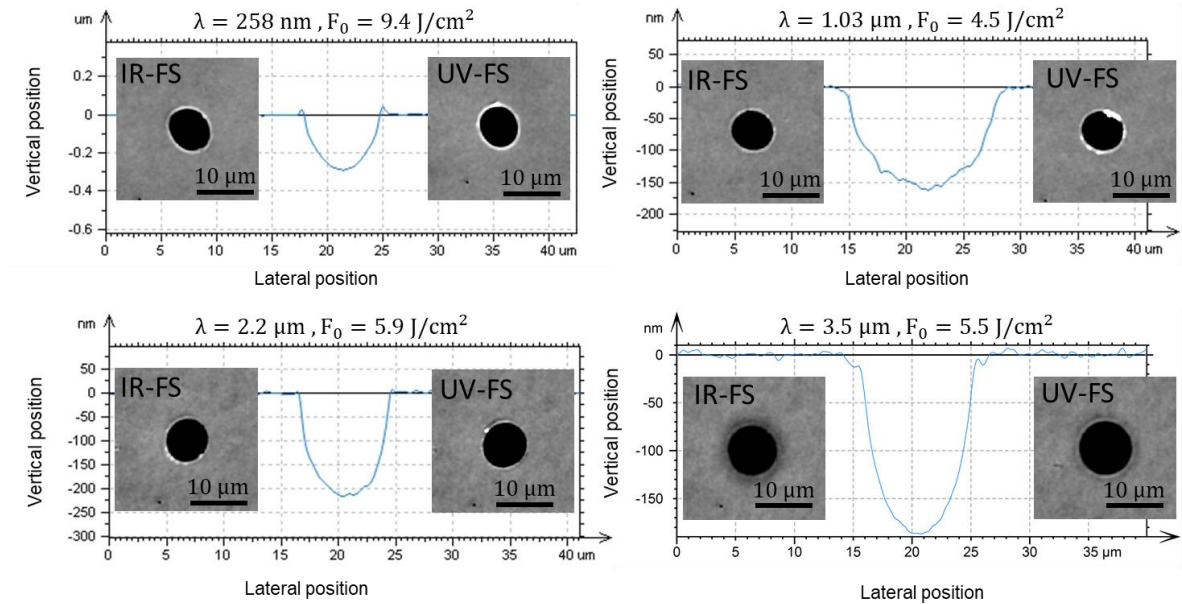 λ = 258 nm , F₀ = 9.4 J/cm²
um
0.2
0
-0.2
-0.4
-0.6
Vertical position
IR-FS
10 μm
UV-FS
10 μm
0 5 10 15 20 25 30 35 40 um
Lateral position
λ = 1.03 μm , F₀ = 4.5 J/cm²
nm
50
0
-50
-100
-150
-200
Vertical position
IR-FS
10 μm
UV-FS
10 μm
0 5 10 15 20 25 30 35 40 um
Lateral position
λ = 2.2 μm , F₀ = 5.9 J/cm²
nm
50
0
-50
-100
-150
-200
-250
-300
Vertical position
IR-FS
10 μm
UV-FS
10 μm
0 5 10 15 20 25 30 35 40 um
Lateral position
λ = 3.5 μm , F₀ = 5.5 J/cm²
nm
0
-50
-100
-150
Vertical position
IR-FS
10 μm
UV-FS
10 μm
0 5 10 15 20 25 30 35 μm
Lateral position